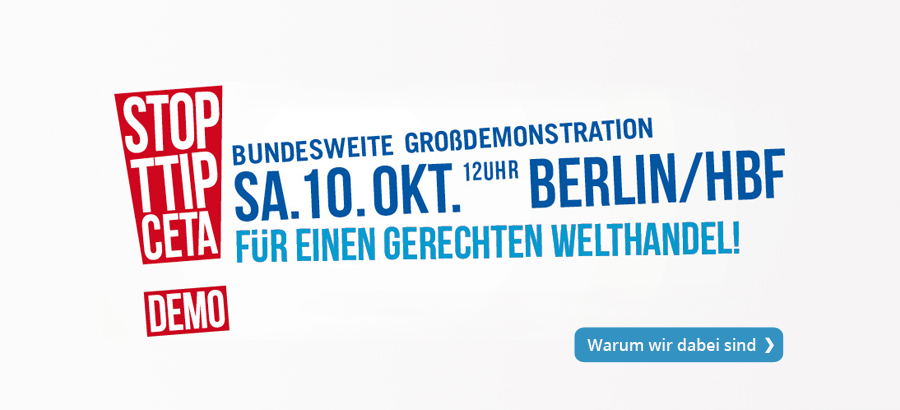 STOP
TTIP
CETA
DEMO
BUNDESWEITE GROßDEMONSTRATION
SA.10.OKT. 12UHR BERLIN/HBF
FÜR EINEN GERECHTEN WELTHANDEL!
Warum wir dabei sind ❯